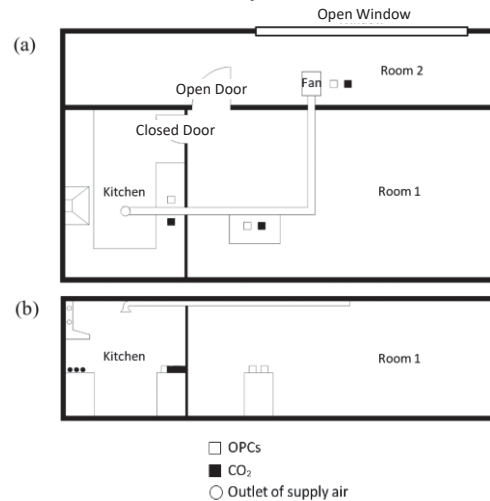 Open Window
(a)
Room 2
Open Door
Fan
Closed Door
Kitchen
Room 1
(b)
Kitchen
Room 1
OPCs
CO₂
Outlet of supply air